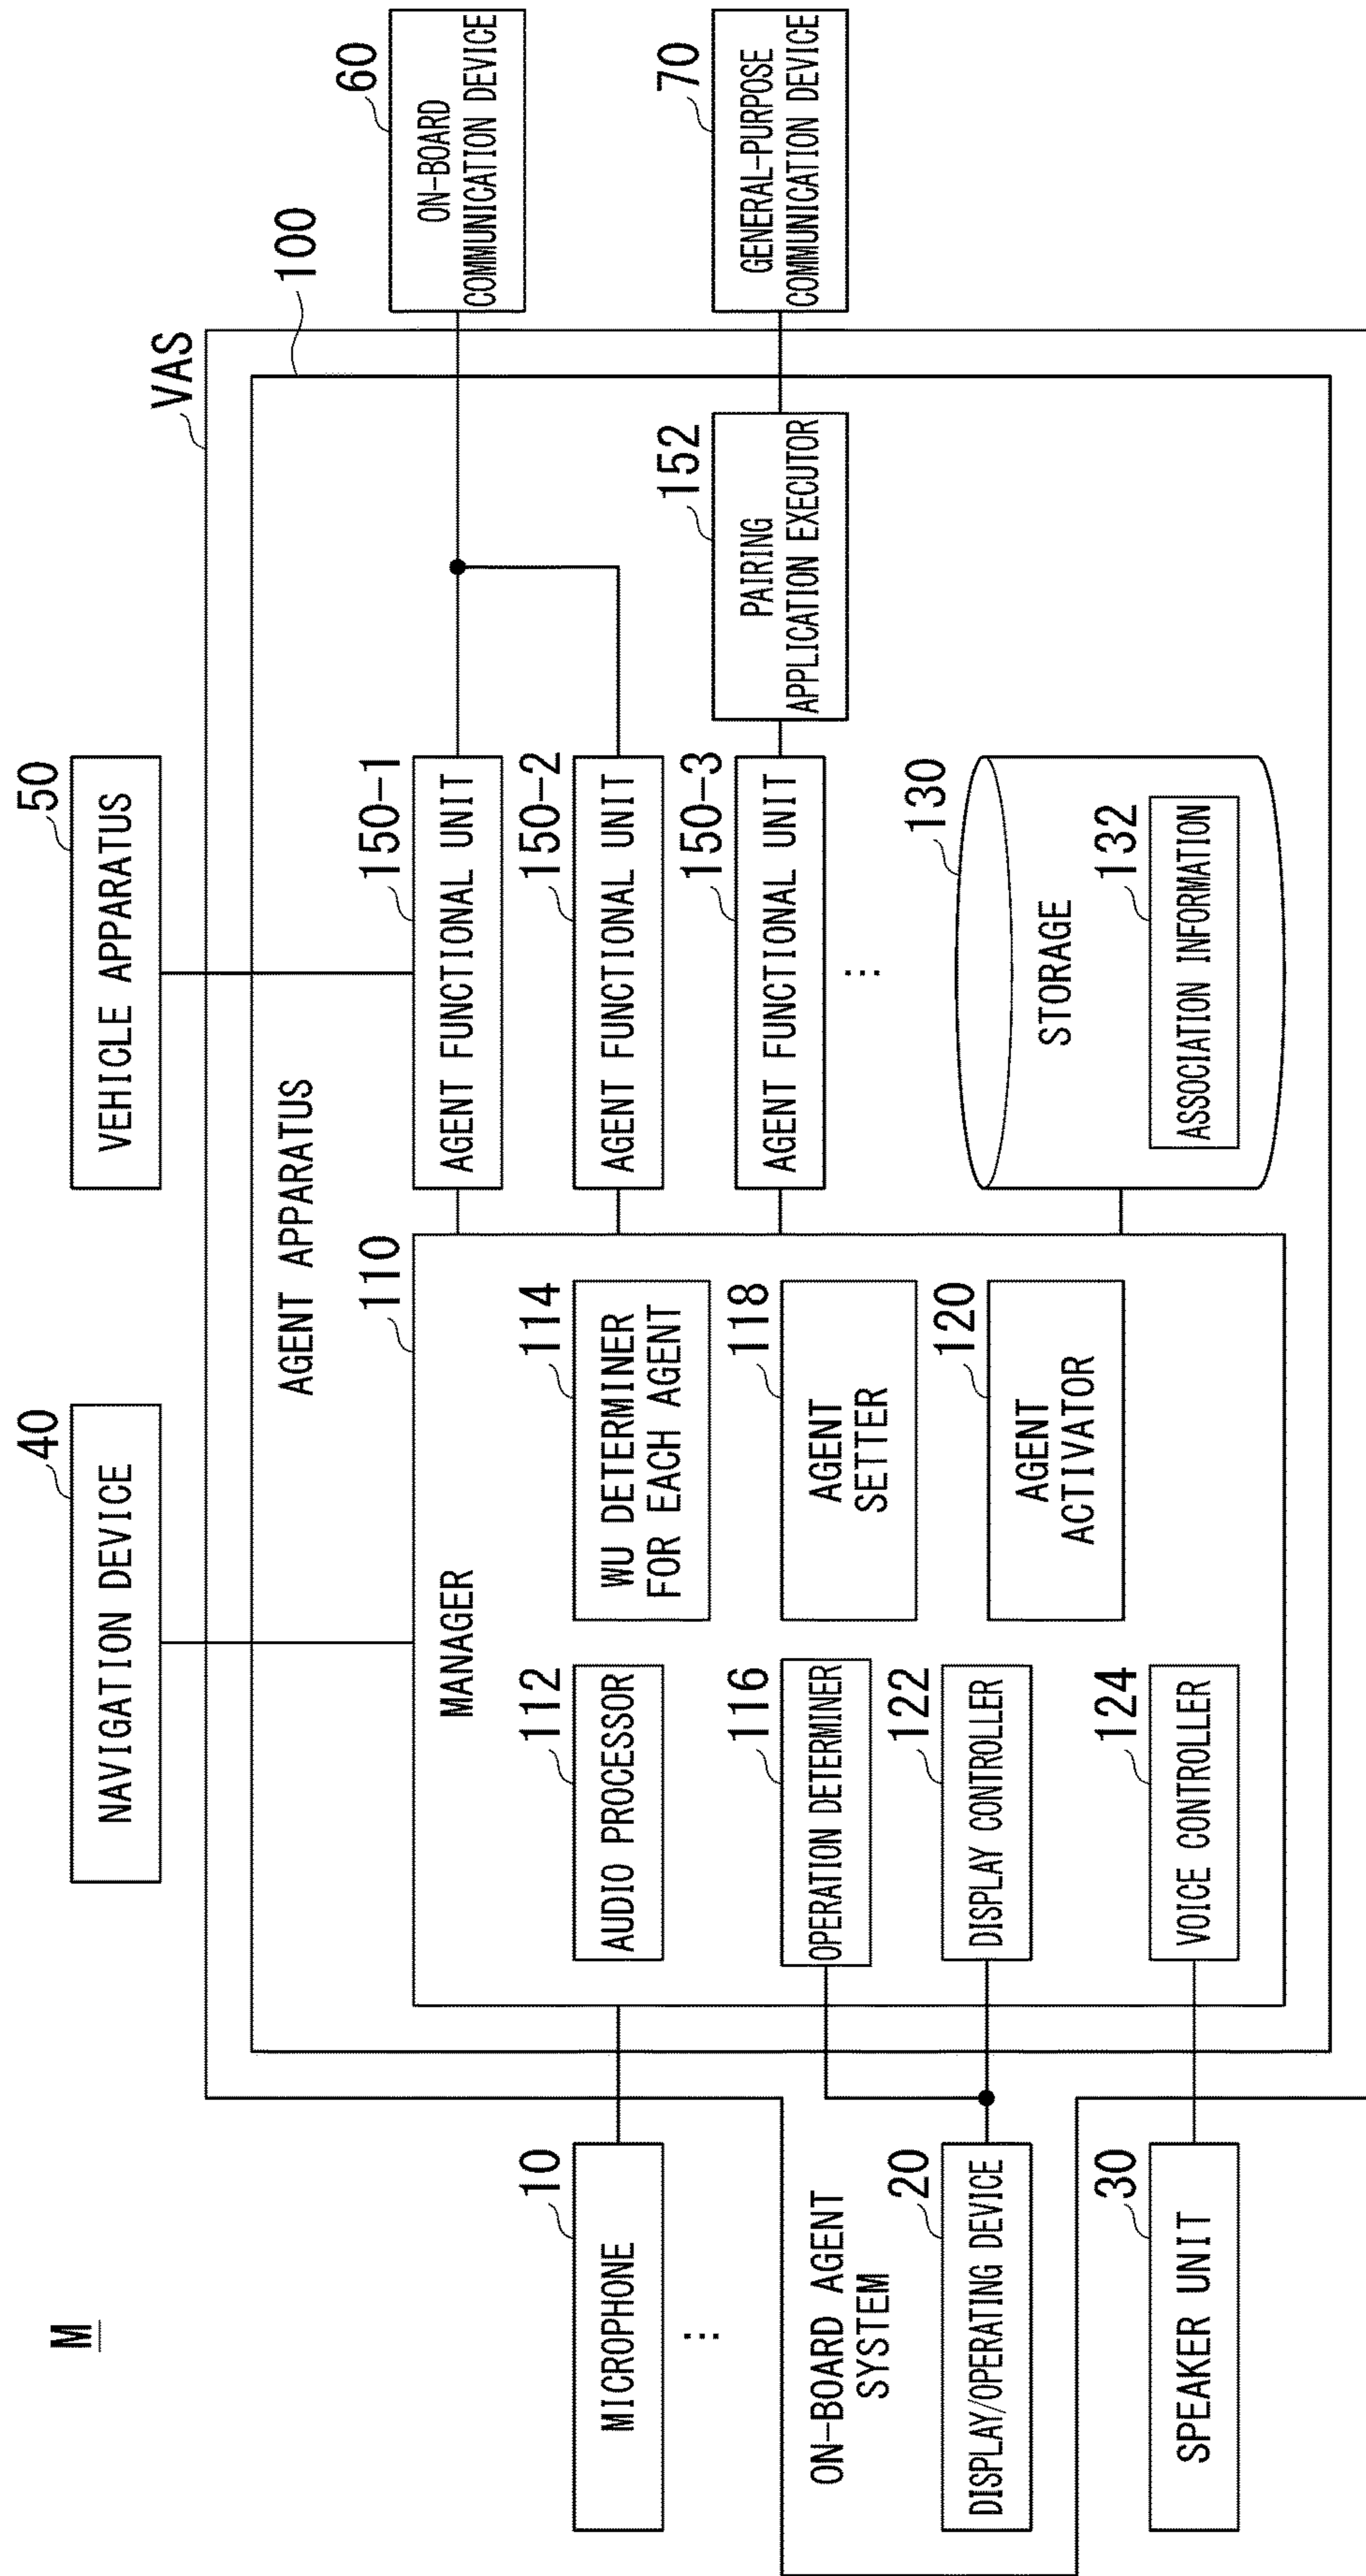 M
40
NAVIGATION DEVICE
50
VEHICLE APPARATUS
VAS
100
AGENT APPARATUS
60
ON-BOARD
COMMUNICATION DEVICE
70
GENERAL-PURPOSE
COMMUNICATION DEVICE
110
MANAGER
10
MICROPHONE
⋮
112
AUDIO PROCESSOR
114
WU DETERMINER
FOR EACH AGENT
116
OPERATION DETERMINER
118
AGENT
SETTER
122
DISPLAY CONTROLLER
120
AGENT
ACTIVATOR
124
VOICE CONTROLLER
150-1
AGENT FUNCTIONAL UNIT
150-2
AGENT FUNCTIONAL UNIT
150-3
AGENT FUNCTIONAL UNIT
⋮
152
PAIRING
APPLICATION EXECUTOR
130
STORAGE
132
ASSOCIATION INFORMATION
ON-BOARD AGENT
SYSTEM
20
DISPLAY/OPERATING DEVICE
30
SPEAKER UNIT